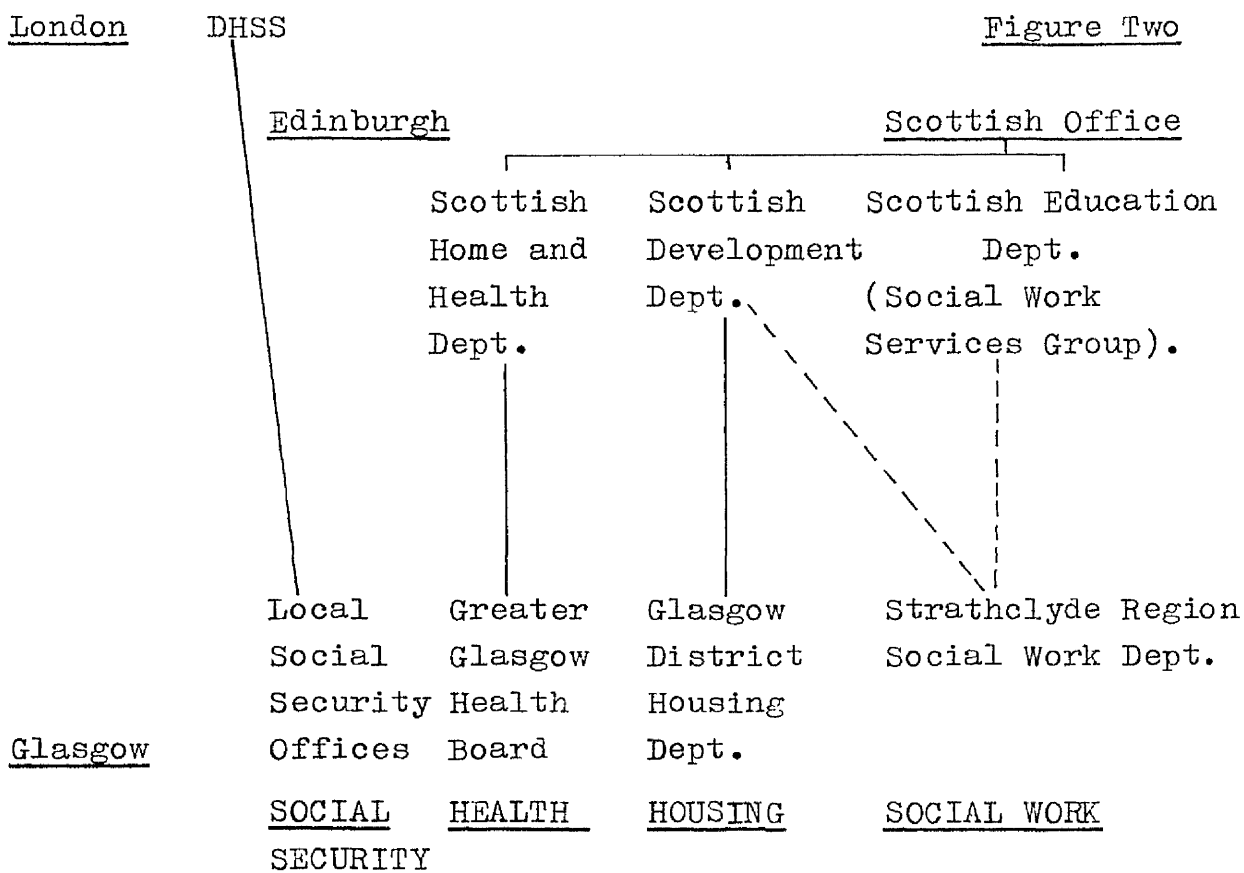 London DHSS Figure Two
Edinburgh Scottish Office
Scottish Scottish Scottish Education
Home and Development Dept.
Health Dept. (Social Work
Dept. Services Group).
Local Greater Glasgow Strathclyde Region
Social Glasgow District Social Work Dept.
Security Health Housing
Glasgow Offices Board Dept.
SOCIAL HEALTH HOUSING SOCIAL WORK
SECURITY